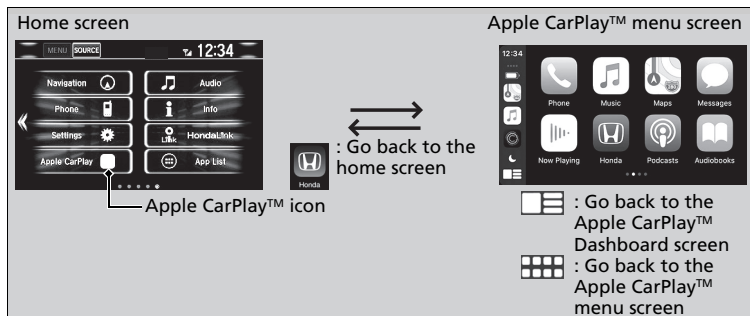 Home screen
Apple CarPlay™ menu screen
MENU SOURCE 12:34
Navigation
Audio
Phone
Info
Settings
Link HondaLink
Apple CarPlay
App List
Apple CarPlay™ icon
Honda
: Go back to the
home screen
12:34
Phone Music Maps Messages
Now Playing Honda Podcasts Audiobooks
: Go back to the
Apple CarPlay™
Dashboard screen
: Go back to the
Apple CarPlay™
menu screen